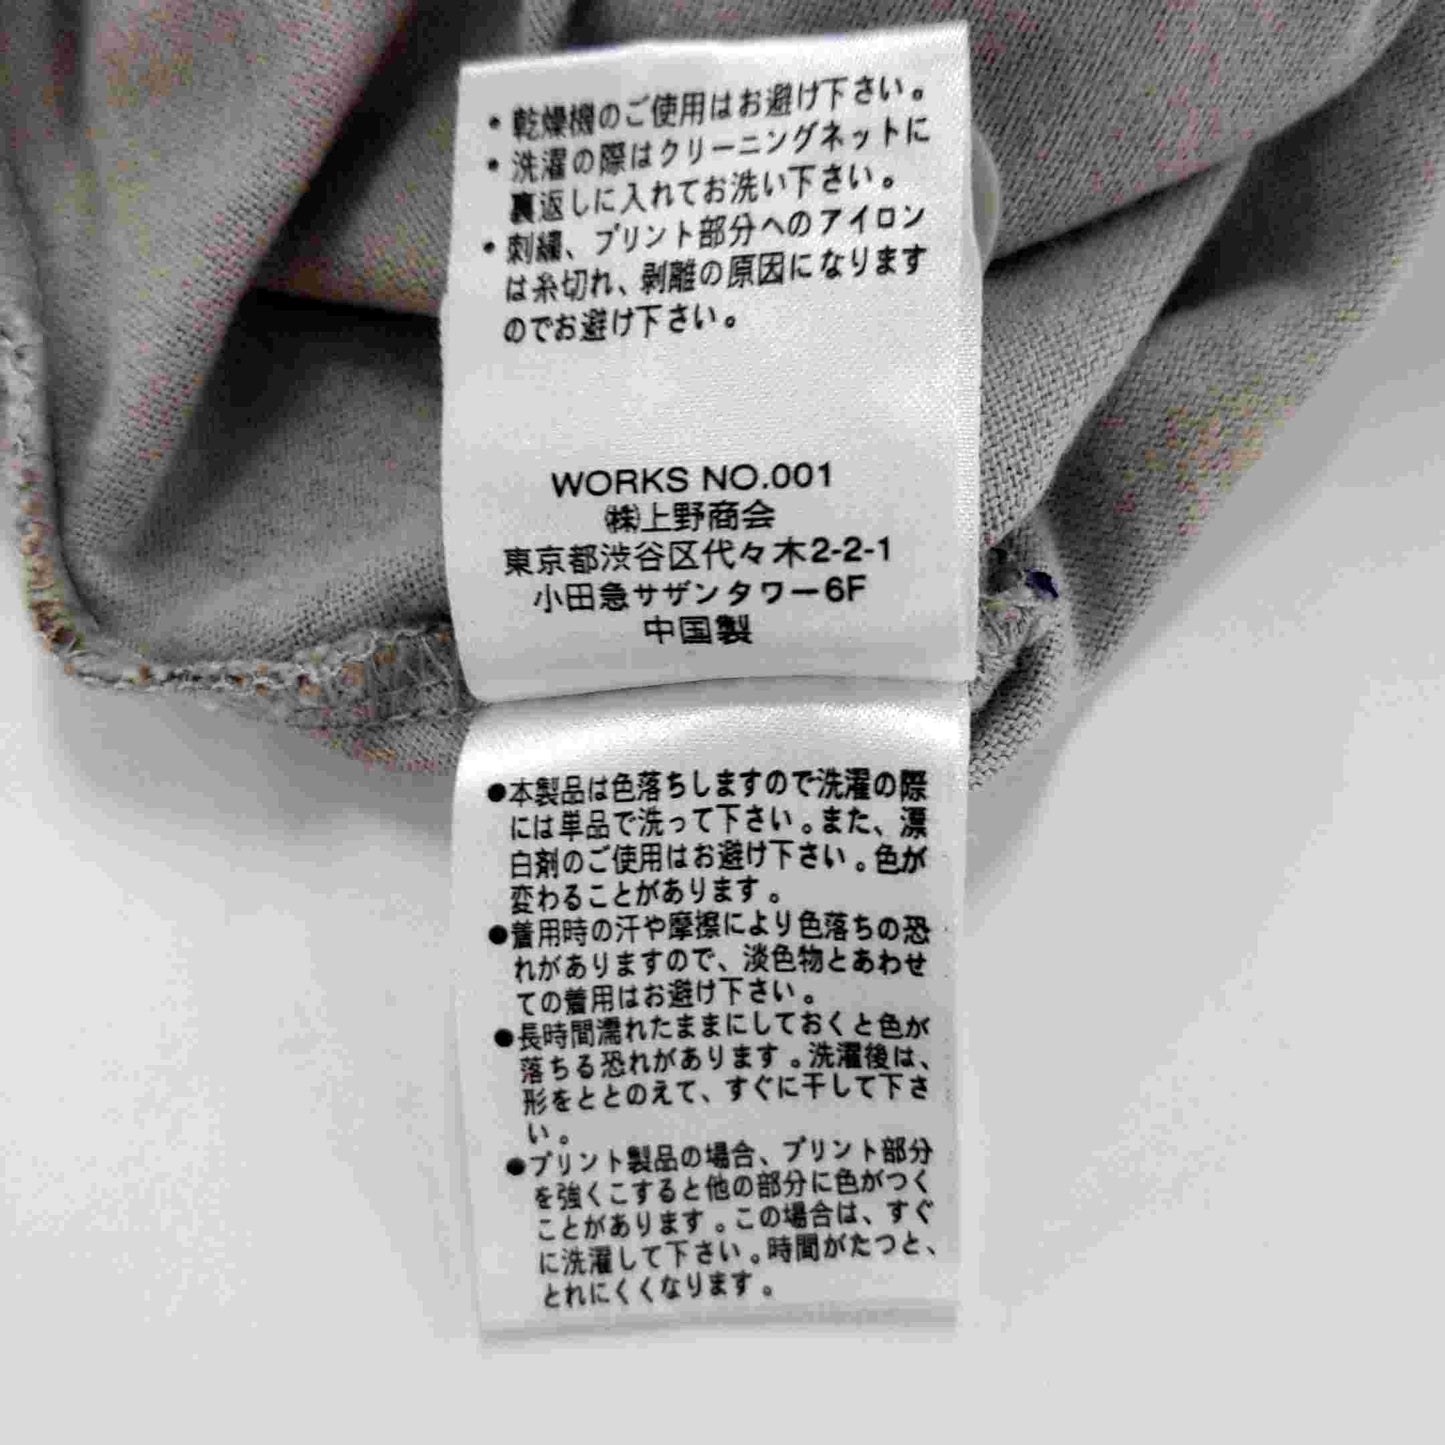 ・乾燥機のご使用はお避け下さい。
・洗濯の際はクリーニングネットに
裏返しに入れてお洗い下さい。
・刺繍、プリント部分へのアイロン
は糸切れ、剥離の原因になります
のでお避け下さい。
WORKS NO.001
㈱上野商会
東京都渋谷区代々木2-2-1
小田急サザンタワー6F
中国製
●本製品は色落ちしますので洗濯の際
には単品で洗って下さい。また、漂
白剤のご使用はお避け下さい。色が
変わることがあります。
●着用時の汗や摩擦により色落ちの恐
れがありますので、淡色物とあわせ
ての着用はお避け下さい。
●長時間濡れたままにしておくと色が
落ちる恐れがあります。洗濯後は、
形をととのえて、すぐに干して下さ
い。
●プリント製品の場合、プリント部分
を強くこすると他の部分に色がつく
ことがあります。この場合は、すぐ
に洗濯して下さい。時間がたつと、
とれにくくなります。